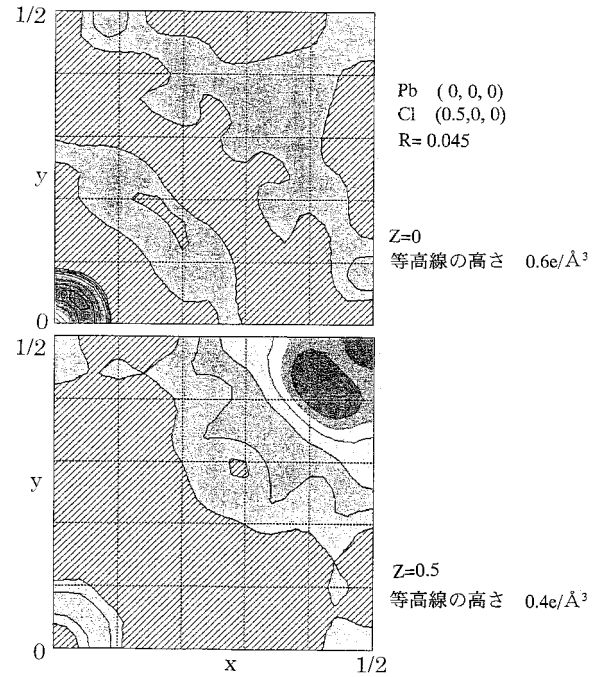 1/2
Pb ( 0, 0, 0)
Cl (0.5,0, 0)
R= 0.045
y
Z=0
等高線の高さ 0.6e/Å³
0
1/2
y
Z=0.5
等高線の高さ 0.4e/Å³
0
x
1/2